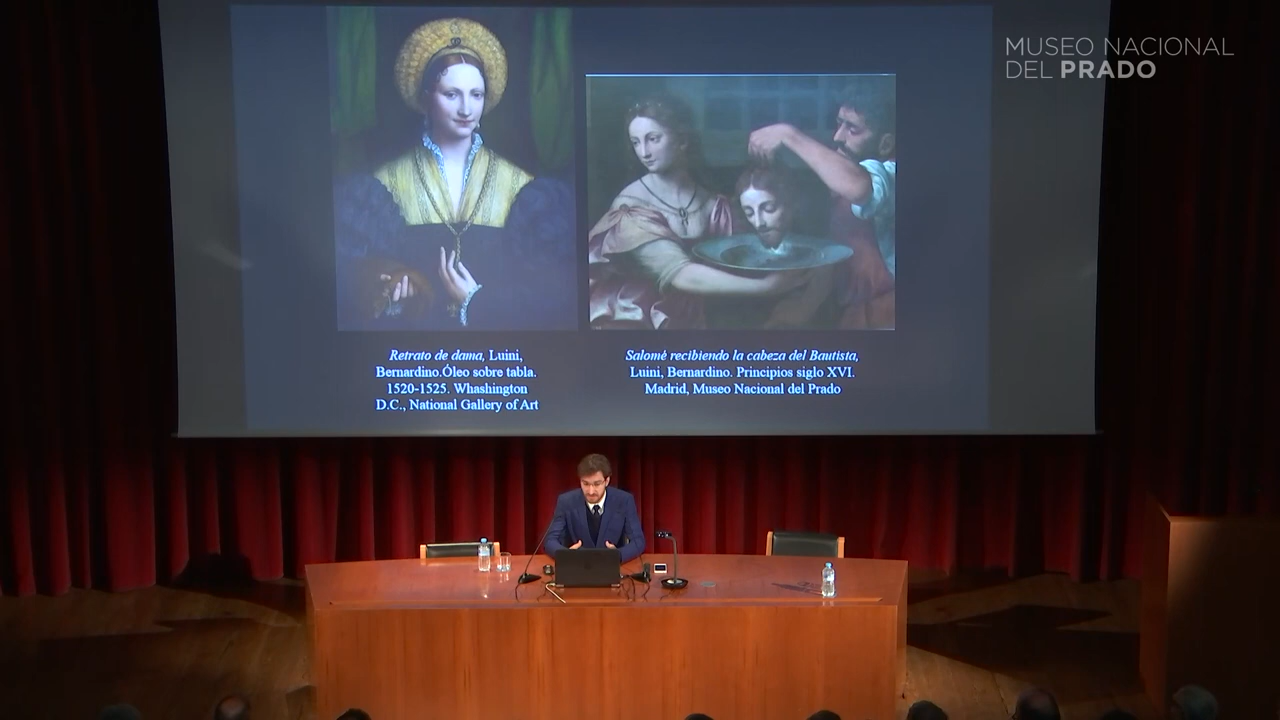 MUSEO NACIONAL
DEL PRADO
Retrato de dama, Luini,
Bernardino.Óleo sobre tabla.
1520-1525. Whashington
D.C., National Gallery of Art
Salomé recibiendo la cabeza del Bautista,
Luini, Bernardino. Principios siglo XVI.
Madrid, Museo Nacional del Prado